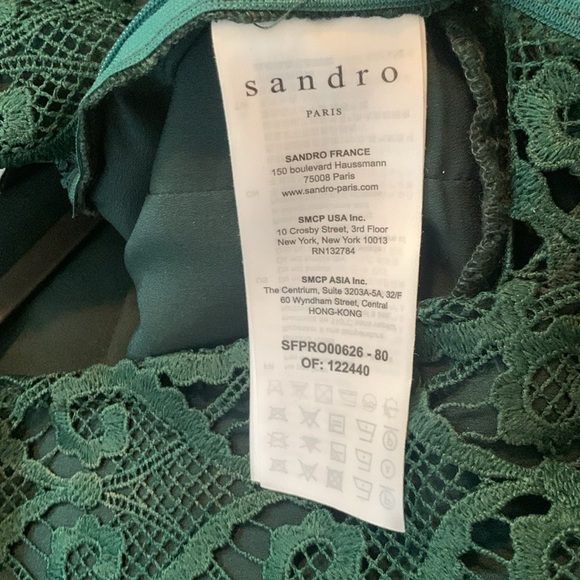 sandro
PARIS
SANDRO FRANCE
150 boulevard Haussmann
75008 Paris
www.sandro-paris.com
SMCP USA Inc.
10 Crosby Street, 3rd Floor
New York, New York 10013
RN132784
SMCP ASIA Inc.
The Centrium, Suite 3203A-5A, 32/F
60 Wyndham Street, Central
HONG-KONG
SFPRO00626 - 80
OF: 122440